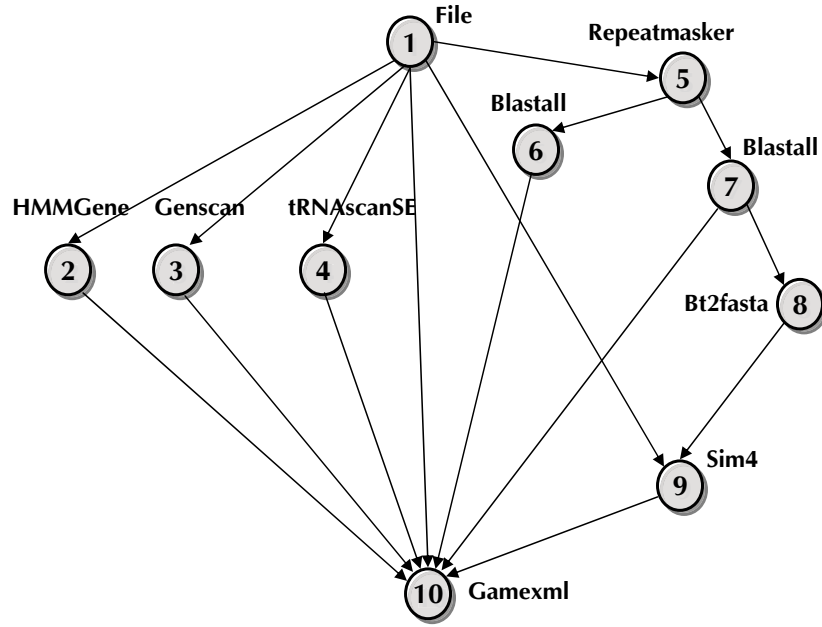 File
1
Repeatmasker
5
Blastall
6
Blastall
7
HMMGene
Genscan
tRNAscanSE
2
3
4
Bt2fasta
8
Sim4
9
10
Gamexml